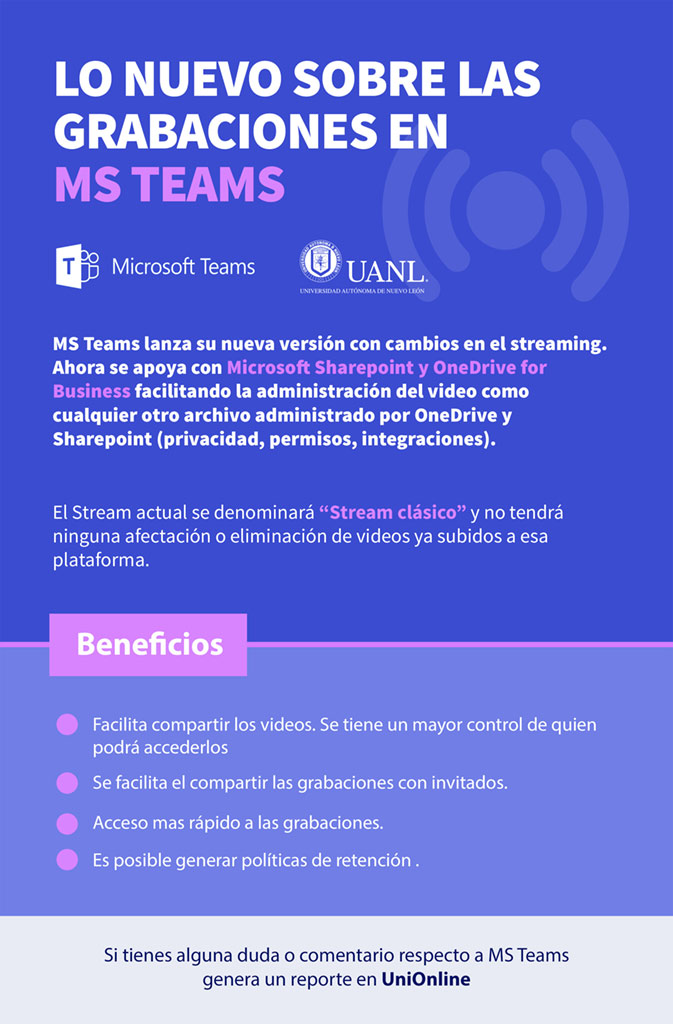 LO NUEVO SOBRE LAS
GRABACIONES EN
MS TEAMS
T
Microsoft Teams
UANL
UNIVERSIDAD AUTÓNOMA DE NUEVO LEÓN
MS Teams lanza su nueva versión con cambios en el streaming.
Ahora se apoya con Microsoft Sharepoint y OneDrive for
Business facilitando la administración del video como
cualquier otro archivo administrado por OneDrive y
Sharepoint (privacidad, permisos, integraciones).
El Stream actual se denominará “Stream clásico” y no tendrá
ninguna afectación o eliminación de videos ya subidos a esa
plataforma.
Beneficios
Facilita compartir los videos. Se tiene un mayor control de quien
podrá accederlos
Se facilita el compartir las grabaciones con invitados.
Acceso mas rápido a las grabaciones.
Es posible generar políticas de retención .
Si tienes alguna duda o comentario respecto a MS Teams
genera un reporte en UniOnline